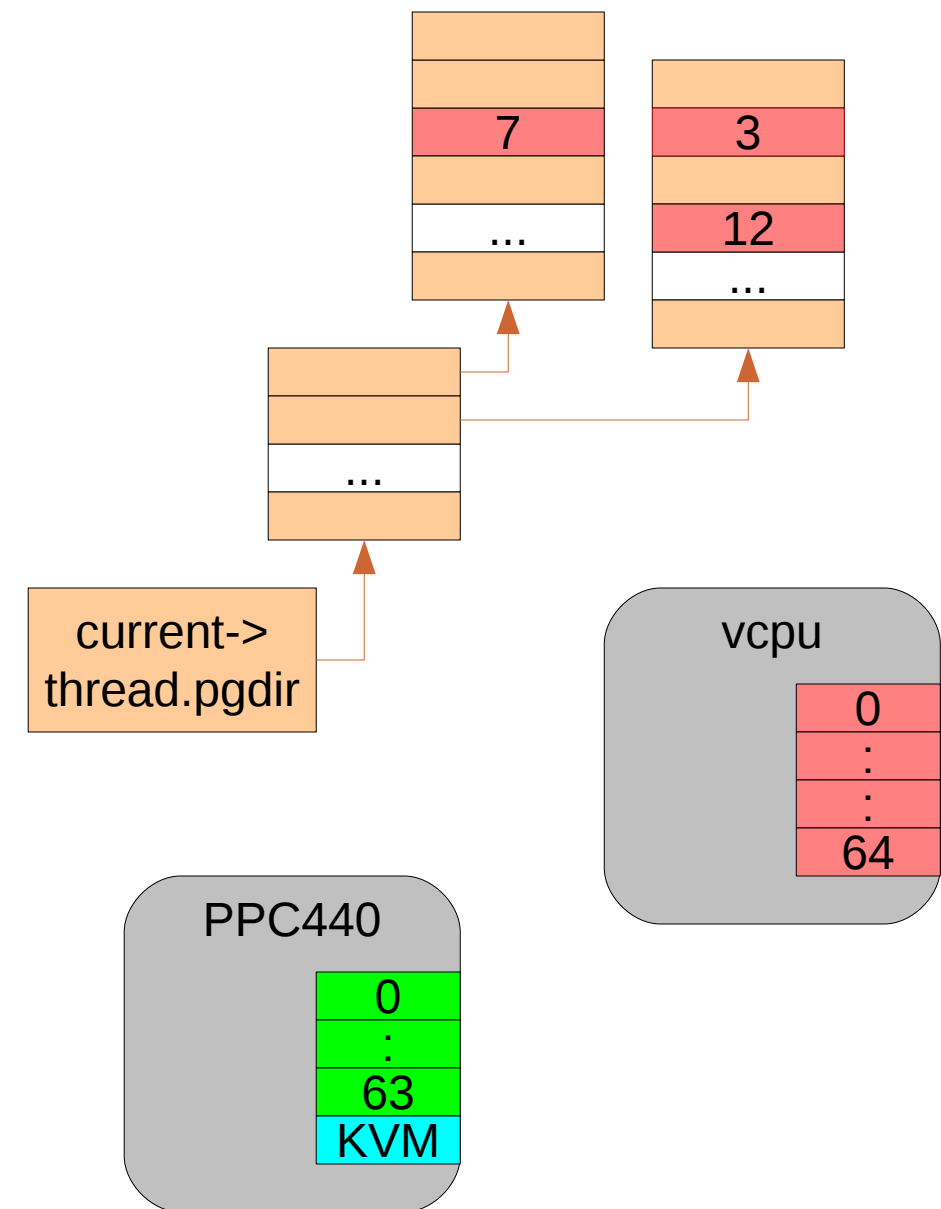 7
...
3
12
...
...
current->
thread.pgdir
vcpu
0
:
:
64
PPC440
0
:
63
KVM